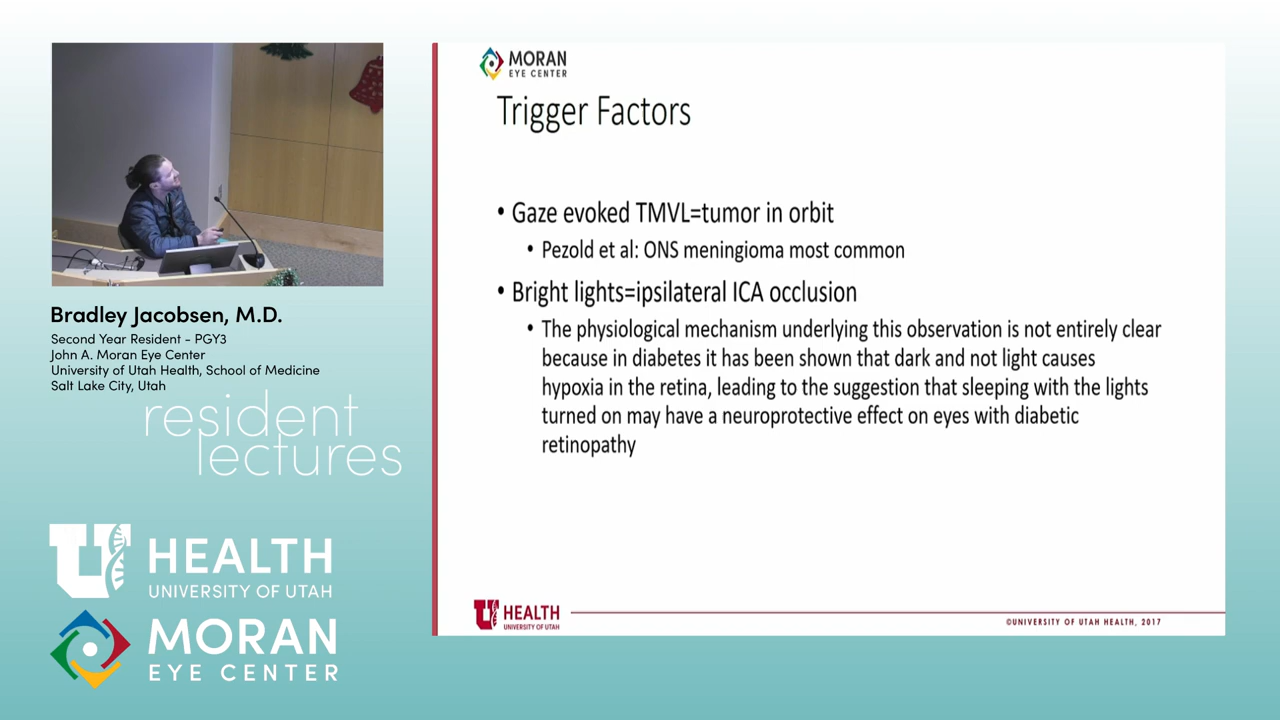 Bradley Jacobsen, M.D.
Second Year Resident - PGY3
John A. Moran Eye Center
University of Utah Health, School of Medicine
Salt Lake City, Utah
resident
lectures
U HEALTH
UNIVERSITY OF UTAH
MORAN
EYE CENTER
MORAN
EYE CENTER
Trigger Factors
• Gaze evoked TMVL=tumor in orbit
• Pezold et al: ONS meningioma most common
• Bright lights=ipsilateral ICA occlusion
• The physiological mechanism underlying this observation is not entirely clear
because in diabetes it has been shown that dark and not light causes
hypoxia in the retina, leading to the suggestion that sleeping with the lights
turned on may have a neuroprotective effect on eyes with diabetic
retinopathy
U HEALTH
UNIVERSITY OF UTAH
©UNIVERSITY OF UTAH HEALTH, 2017